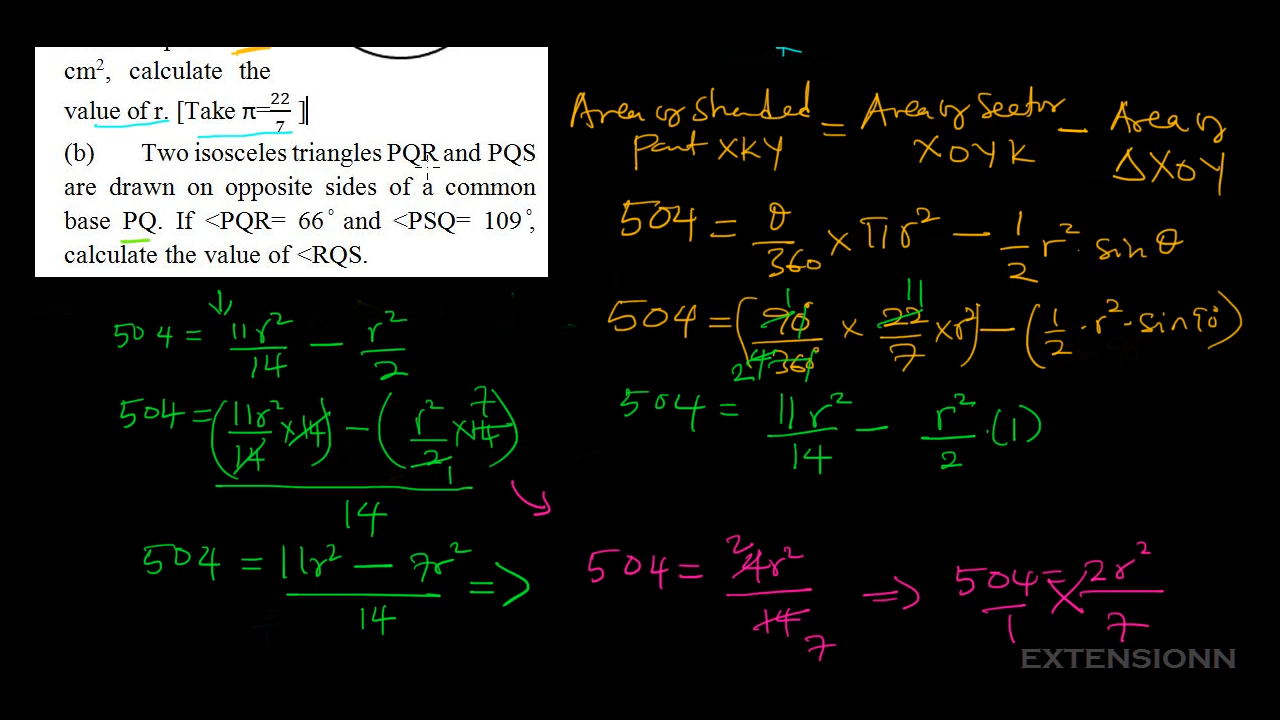 cm², calculate the
value of r. [Take π=22/7 ]
(b) Two isosceles triangles PQR and PQS
are drawn on opposite sides of a common
base PQ. If <PQR= 66° and <PSQ= 109°,
calculate the value of <RQS.
Area of Shaded Part XKY = Area of Sector XOYK − Area of ΔXOY
504 = θ/360 × πr² − 1/2 r² · sin θ
504 = (90/360 × 22/7 × r²) − (1/2 · r² · sin 90°)
504 = 11r²/14 − r²/2 · (1)
504 = 11r²/14 − r²/2
504 = ((11r²/14 × 14) − (r²/2 × 14))/14
504 = (11r² − 7r²)/14 =>
504 = 4r²/14 => 504/1 = 2r²/7
EXTENSIONN